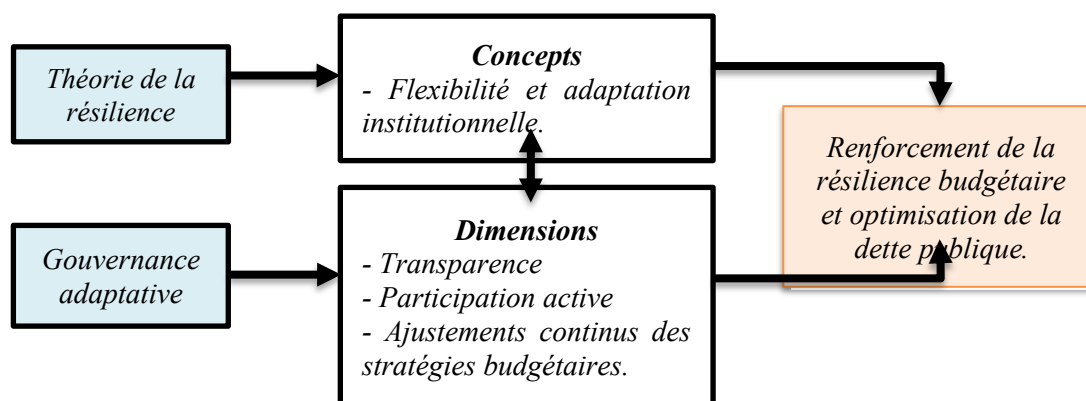 Théorie de la
résilience
Concepts
- Flexibilité et adaptation
institutionnelle.
Renforcement de la
résilience budgétaire
et optimisation de la
dette publique.
Gouvernance
adaptative
Dimensions
- Transparence
- Participation active
- Ajustements continus des
stratégies budgétaires.